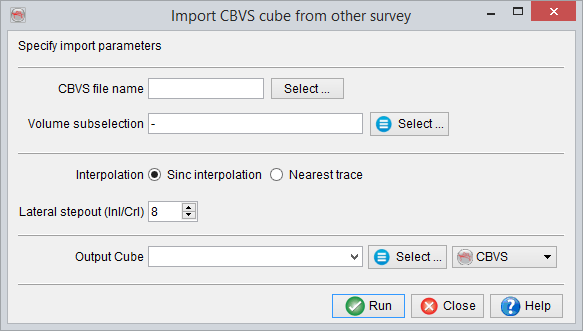 Import CBVS cube from other survey
Specify import parameters
CBVS file name Select ...
Volume subselection - Select ...
Interpolation Sinc interpolation Nearest trace
Lateral stepout (Inl/Crl) 8
Output Cube Select ... CBVS
Run Close Help